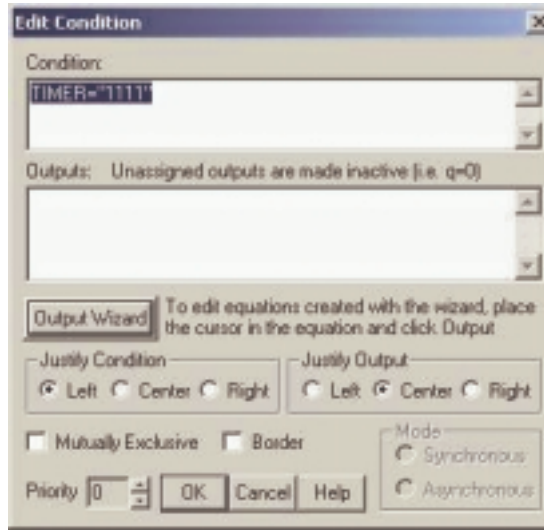 Edit Condition
Condition:
TIMER="1111"
Outputs: Unassigned outputs are made inactive (i.e. q=0)
Output Wizard
To edit equations created with the wizard, place
the cursor in the equation and click Output
Justify Condition
Left Center Right
Justify Output
Left Center Right
Mutually Exclusive Border
Mode
Synchronous
Asynchronous
Priority 0 OK Cancel Help